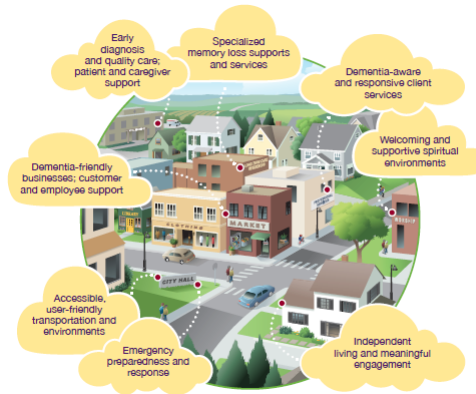 Early
diagnosis
and quality care;
patient and caregiver
support
Specialized
memory loss supports
and services
Dementia-aware
and responsive client
services
Welcoming and
supportive spiritual
environments
Dementia-friendly
businesses; customer
and employee support
CLOTHING
MARKET
CITY HALL
Accessible,
user-friendly
transportation and
environments
Emergency
preparedness and
response
Independent
living and meaningful
engagement